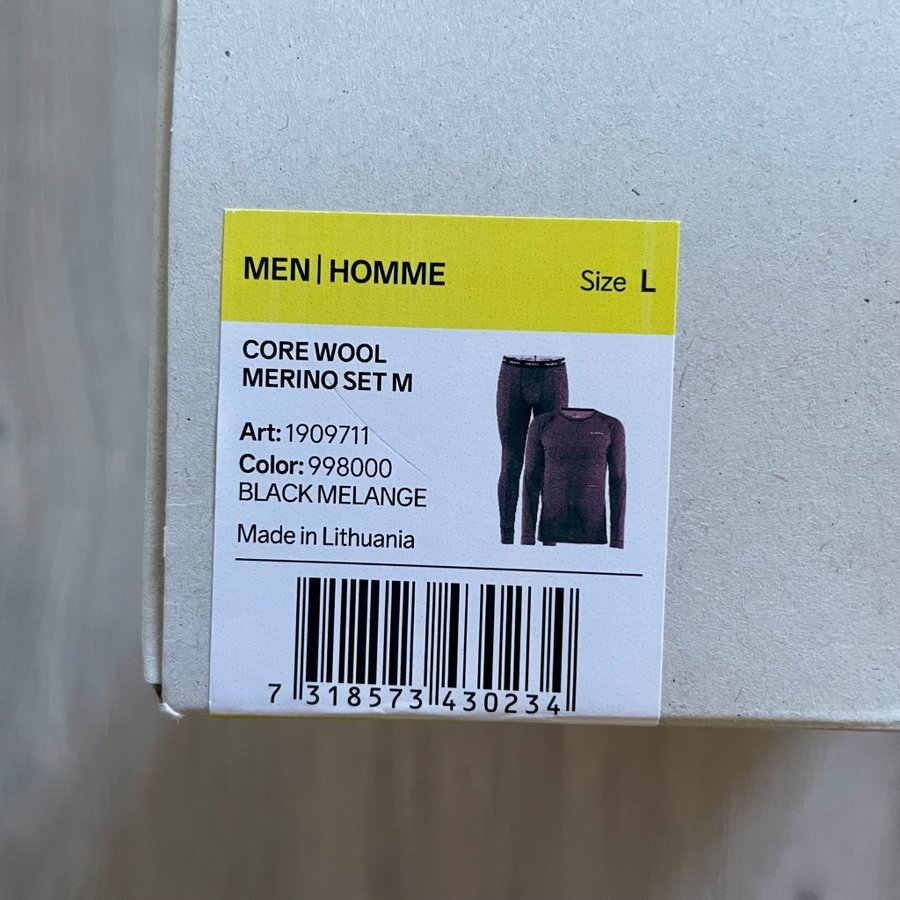 MEN | HOMME
Size L
CORE WOOL
MERINO SET M
Art: 1909711
Color: 998000
BLACK MELANGE
Made in Lithuania
7 318573 430234